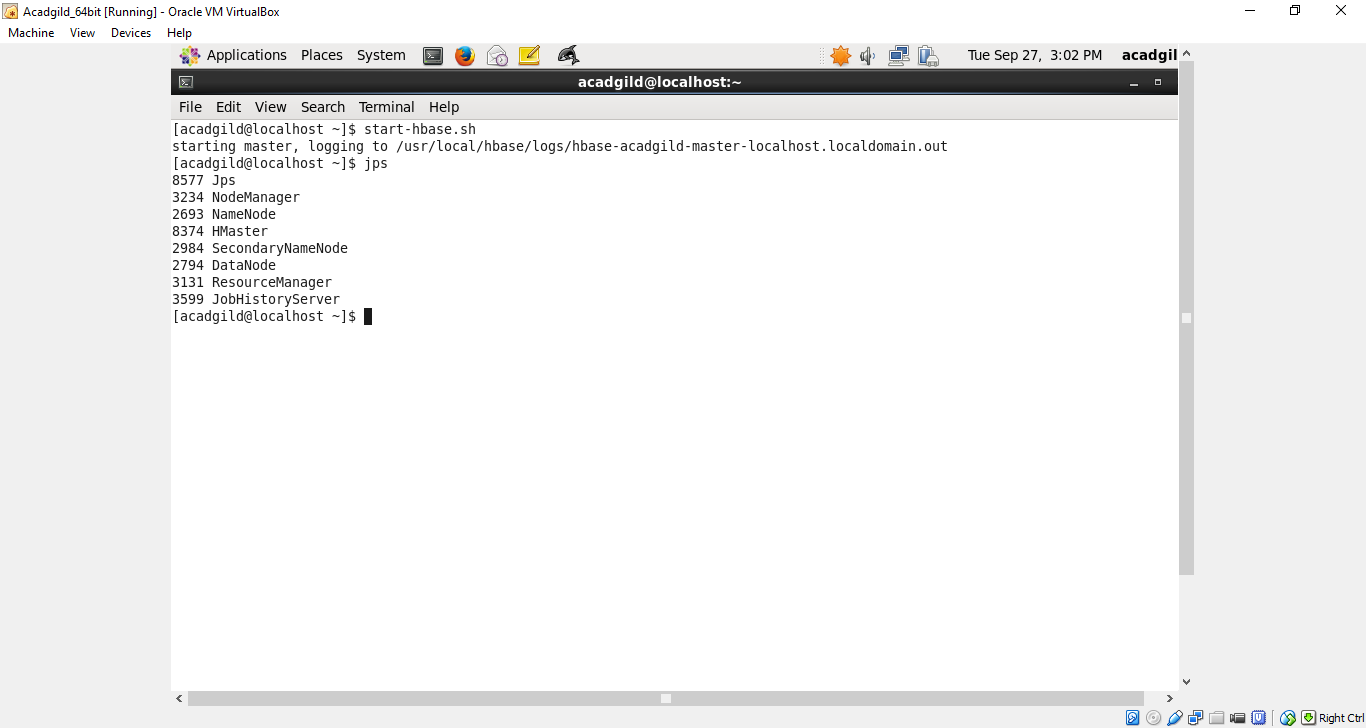 Acadgild_64bit [Running] - Oracle VM VirtualBox
Machine View Devices Help
Applications Places System Tue Sep 27, 3:02 PM acadgil
acadgild@localhost:~
File Edit View Search Terminal Help
[acadgild@localhost ~]$ start-hbase.sh
starting master, logging to /usr/local/hbase/logs/hbase-acadgild-master-localhost.localdomain.out
[acadgild@localhost ~]$ jps
8577 Jps
3234 NodeManager
2693 NameNode
8374 HMaster
2984 SecondaryNameNode
2794 DataNode
3131 ResourceManager
3599 JobHistoryServer
[acadgild@localhost ~]$
Right Ctrl